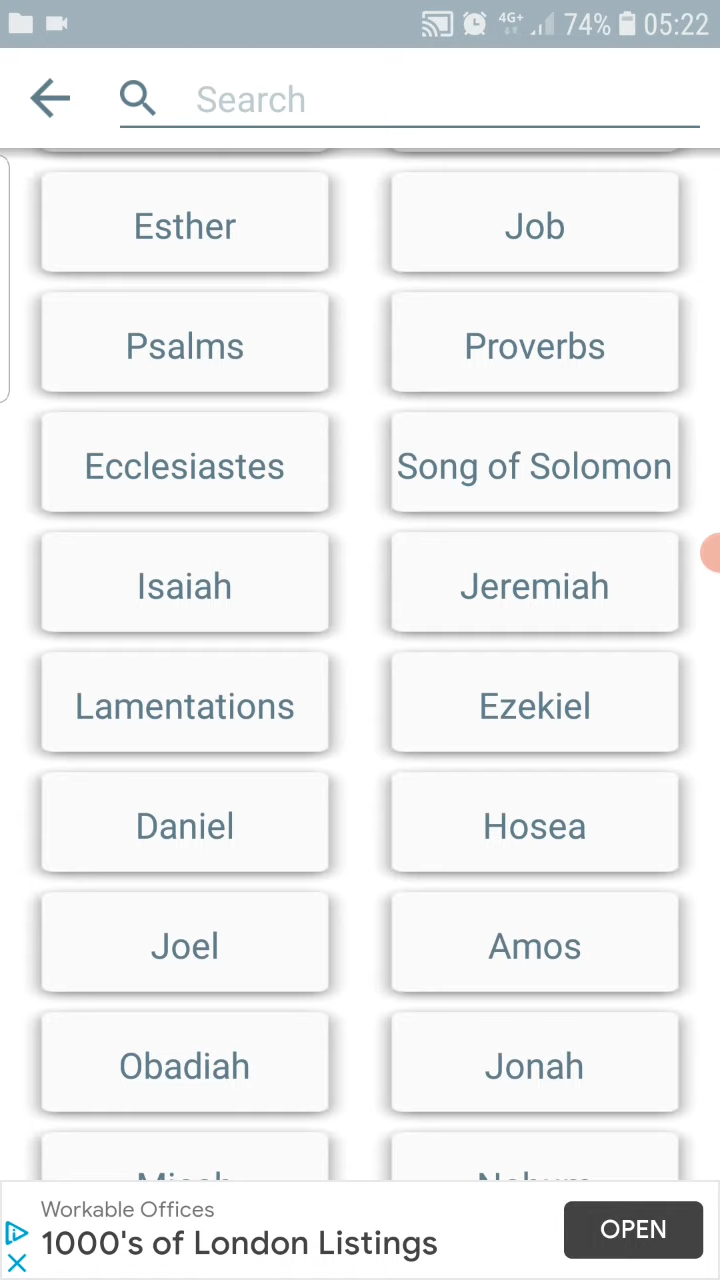 4G+ 74% 05:22
Search
Esther Job
Psalms Proverbs
Ecclesiastes Song of Solomon
Isaiah Jeremiah
Lamentations Ezekiel
Daniel Hosea
Joel Amos
Obadiah Jonah
Workable Offices
1000's of London Listings
OPEN